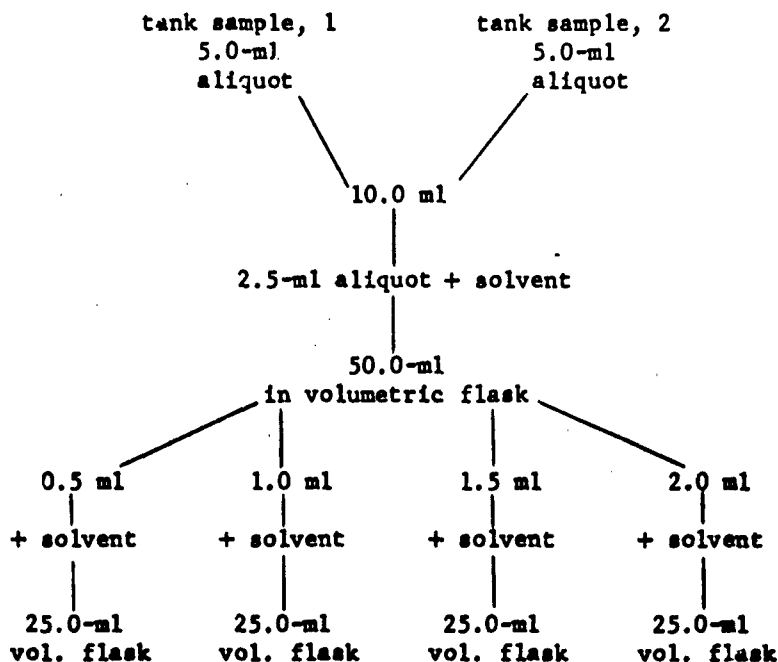 tank sample, 1 tank sample, 2
5.0-ml 5.0-ml
aliquot aliquot
10.0 ml
2.5-ml aliquot + solvent
50.0-ml
in volumetric flask
0.5 ml 1.0 ml 1.5 ml 2.0 ml
+ solvent + solvent + solvent + solvent
25.0-ml 25.0-ml 25.0-ml 25.0-ml
vol. flask vol. flask vol. flask vol. flask